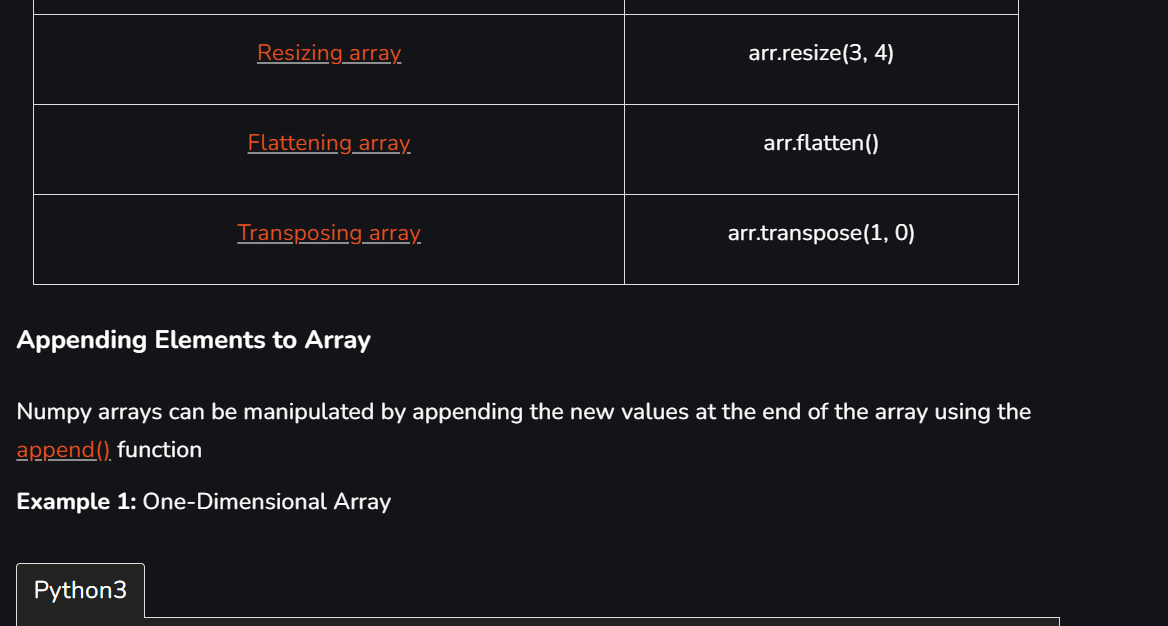 Resizing array
arr.resize(3, 4)
Flattening array
arr.flatten()
Transposing array
arr.transpose(1, 0)
Appending Elements to Array
Numpy arrays can be manipulated by appending the new values at the end of the array using the
append() function
Example 1: One-Dimensional Array
Python3